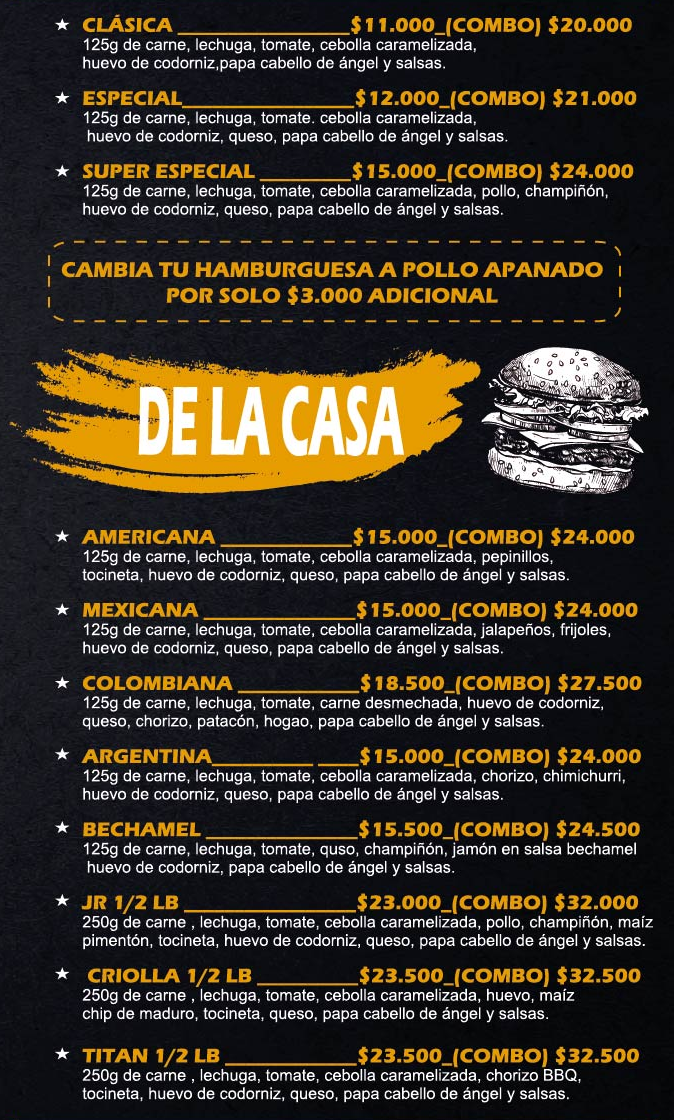 ★ CLÁSICA _________________$11.000_(COMBO) $20.000
125g de carne, lechuga, tomate, cebolla caramelizada,
huevo de codorniz,papa cabello de ángel y salsas.
★ ESPECIAL_________________$12.000_(COMBO) $21.000
125g de carne, lechuga, tomate. cebolla caramelizada,
huevo de codorniz, queso, papa cabello de ángel y salsas.
★ SUPER ESPECIAL _________$15.000_(COMBO) $24.000
125g de carne, lechuga, tomate, cebolla caramelizada, pollo, champiñón,
huevo de codorniz, queso, papa cabello de ángel y salsas.
CAMBIA TU HAMBURGUESA A POLLO APANADO
POR SOLO $3.000 ADICIONAL
DE LA CASA
★ AMERICANA _____________$15.000_(COMBO) $24.000
125g de carne, lechuga, tomate, cebolla caramelizada, pepinillos,
tocineta, huevo de codorniz, queso, papa cabello de ángel y salsas.
★ MEXICANA _______________$15.000_(COMBO) $24.000
125g de carne, lechuga, tomate, cebolla caramelizada, jalapeños, frijoles,
huevo de codorniz, queso, papa cabello de ángel y salsas.
★ COLOMBIANA ____________$18.500_(COMBO) $27.500
125g de carne, lechuga, tomate, carne desmechada, huevo de codorniz,
queso, chorizo, patacón, hogao, papa cabello de ángel y salsas.
★ ARGENTINA__________ ____$15.000_(COMBO) $24.000
125g de carne, lechuga, tomate, cebolla caramelizada, chorizo, chimichurri,
huevo de codorniz, queso, papa cabello de ángel y salsas.
★ BECHAMEL _______________$15.500_(COMBO) $24.500
125g de carne, lechuga, tomate, quso, champiñón, jamón en salsa bechamel
huevo de codorniz, papa cabello de ángel y salsas.
★ JR 1/2 LB _________________$23.000_(COMBO) $32.000
250g de carne , lechuga, tomate, cebolla caramelizada, pollo, champiñón, maíz
pimentón, tocineta, huevo de codorniz, queso, papa cabello de ángel y salsas.
★ CRIOLLA 1/2 LB __________$23.500_(COMBO) $32.500
250g de carne , lechuga, tomate, cebolla caramelizada, huevo, maíz
chip de maduro, tocineta, queso, papa cabello de ángel y salsas.
★ TITAN 1/2 LB _____________$23.500_(COMBO) $32.500
250g de carne , lechuga, tomate, cebolla caramelizada, chorizo BBQ,
tocineta, huevo de codorniz, queso, papa cabello de ángel y salsas.